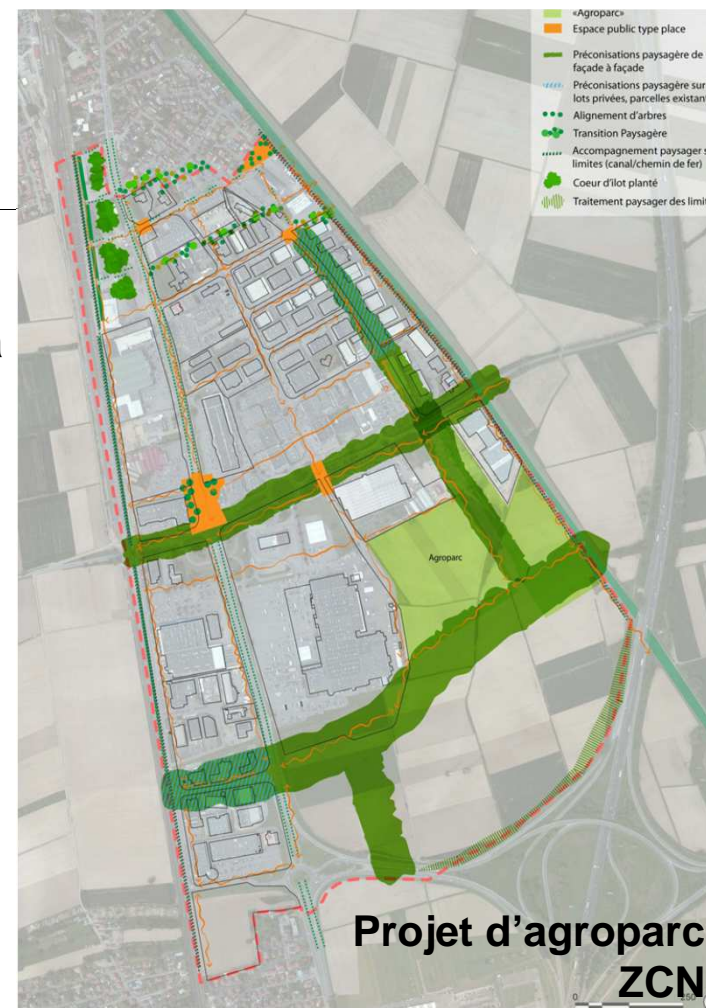 «Agroparc»
Espace public type place
Préconisations paysagère de
façade à façade
Préconisations paysagère sur
lots privées, parcelles existant
Alignement d'arbres
Transition Paysagère
Accompagnement paysager s
limites (canal/chemin de fer)
Coeur d'ilot planté
Traitement paysager des limit
Agroparc
Projet d'agroparc
ZCN
0